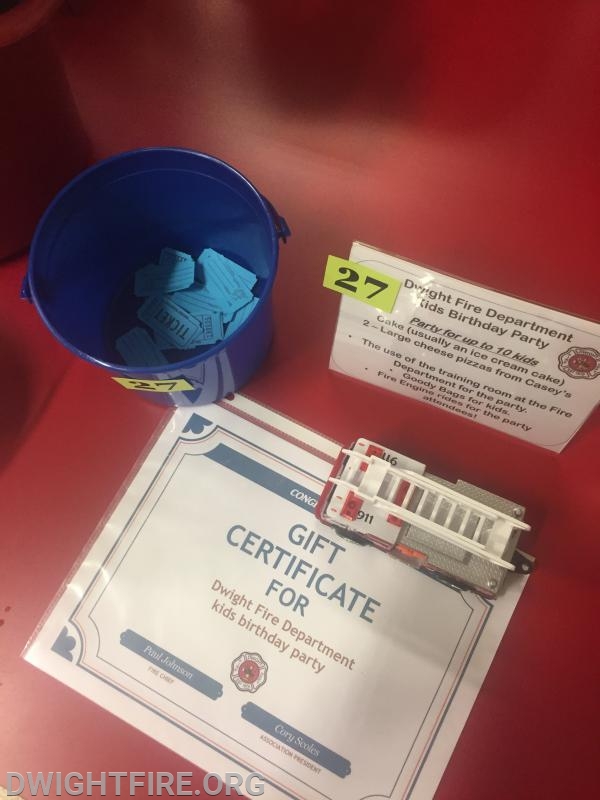 27
Dwight Fire Department
Kids Birthday Party
Party for up to 10 kids
Cake (usually an ice cream cake)
2 – Large cheese pizzas from Casey's
• The use of the training room at the Fire
Department for the party.
• Goody Bags for kids.
• Fire Engine rides for the party
attendees!
TICKET
27
911
GIFT
CERTIFICATE
FOR
Dwight Fire Department
kids birthday party
Paul Johnson
FIRE CHIEF
Cory Scoles
ASSOCIATION PRESIDENT
DWIGHTFIRE.ORG